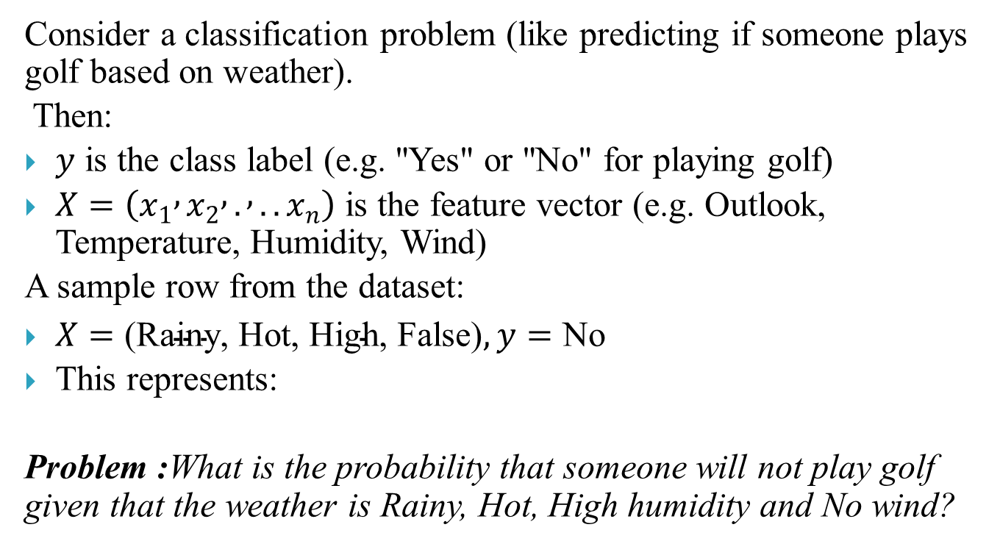 Consider a classification problem (like predicting if someone plays
golf based on weather).
Then:
y is the class label (e.g. "Yes" or "No" for playing golf)
X = (x₁, x₂, . , . . xₙ) is the feature vector (e.g. Outlook,
Temperature, Humidity, Wind)
A sample row from the dataset:
X = (Rainy, Hot, High, False), y = No
This represents:
Problem :What is the probability that someone will not play golf
given that the weather is Rainy, Hot, High humidity and No wind?